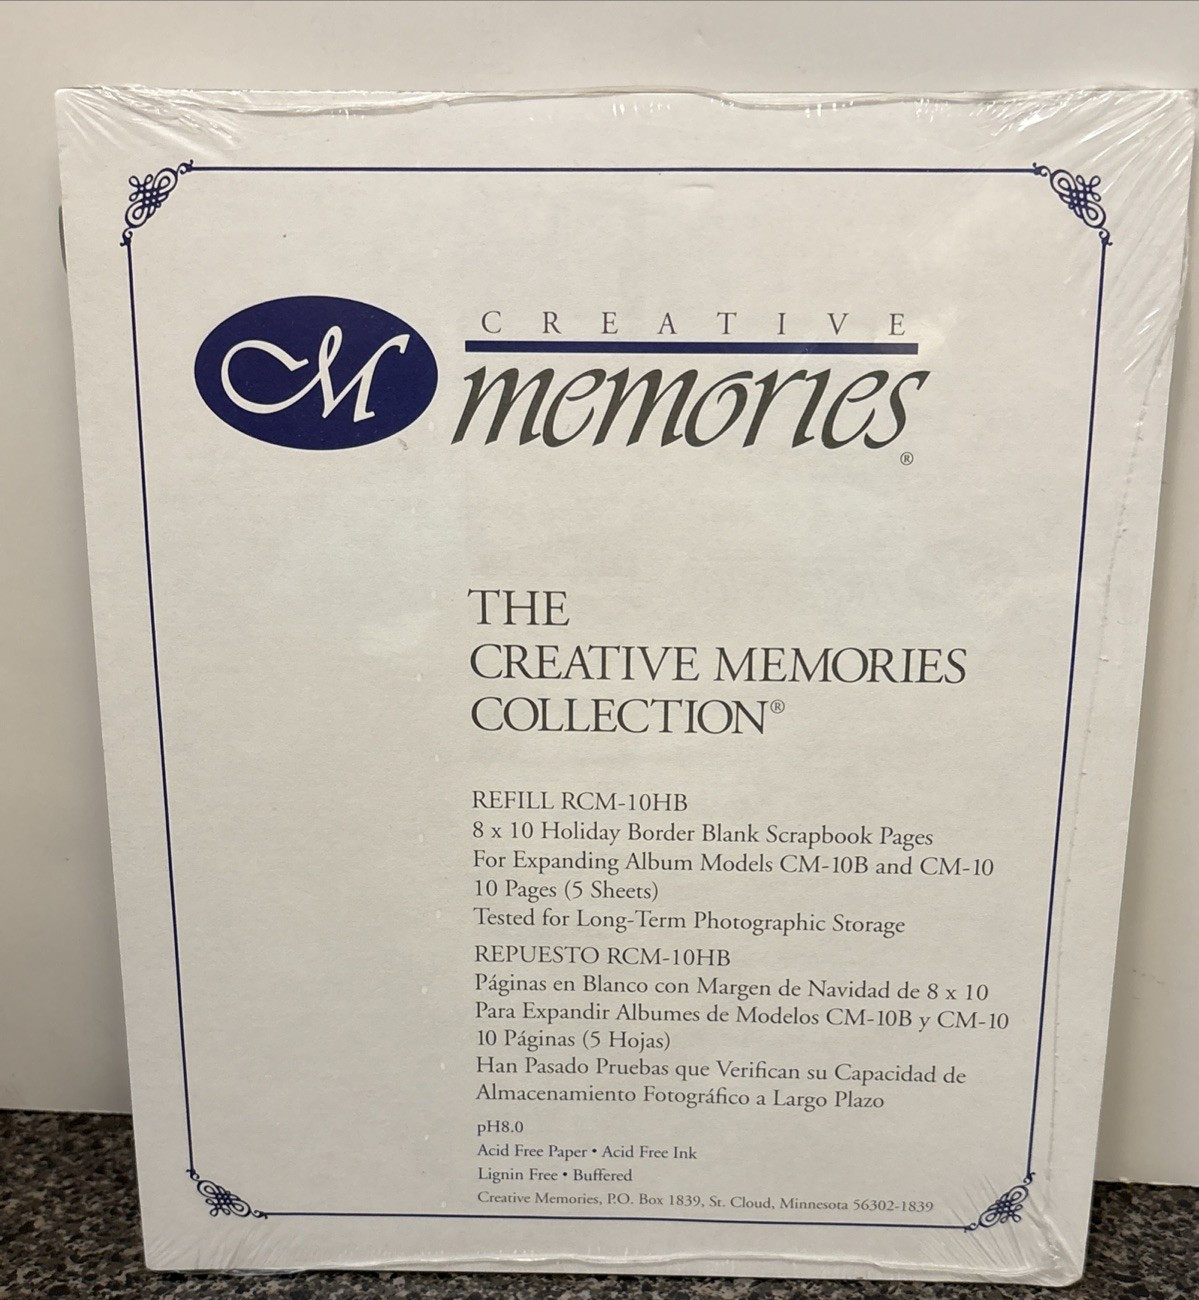 CM
CREATIVE
memories®
THE
CREATIVE MEMORIES
COLLECTION®
REFILL RCM-10HB
8 x 10 Holiday Border Blank Scrapbook Pages
For Expanding Album Models CM-10B and CM-10
10 Pages (5 Sheets)
Tested for Long-Term Photographic Storage
REPUESTO RCM-10HB
Páginas en Blanco con Margen de Navidad de 8 x 10
Para Expandir Albumes de Modelos CM-10B y CM-10
10 Páginas (5 Hojas)
Han Pasado Pruebas que Verifican su Capacidad de
Almacenamiento Fotográfico a Largo Plazo
pH8.0
Acid Free Paper • Acid Free Ink
Lignin Free • Buffered
Creative Memories, P.O. Box 1839, St. Cloud, Minnesota 56302-1839